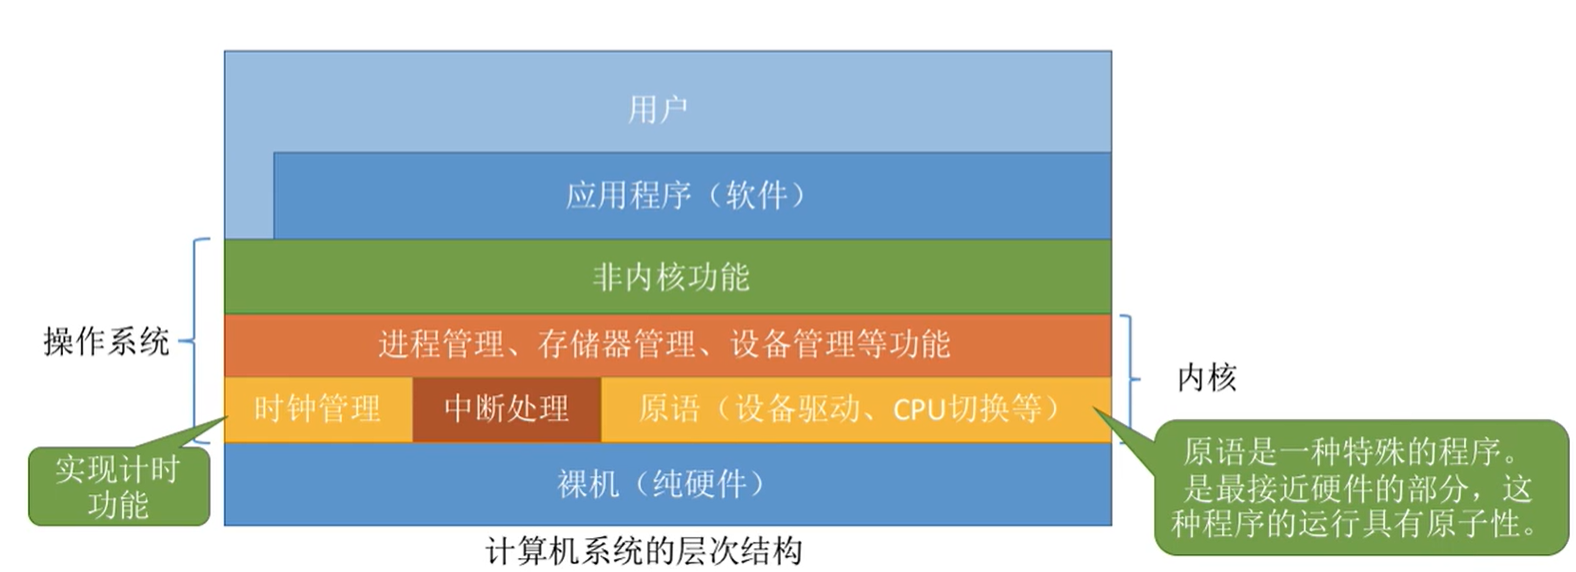 用户
应用程序（软件）
非内核功能
操作系统
进程管理、存储器管理、设备管理等功能
内核
时钟管理
中断处理
原语（设备驱动、CPU切换等）
实现计时
功能
原语是一种特殊的程序。
是最接近硬件的部分，这
种程序的运行具有原子性。
裸机（纯硬件）
计算机系统的层次结构